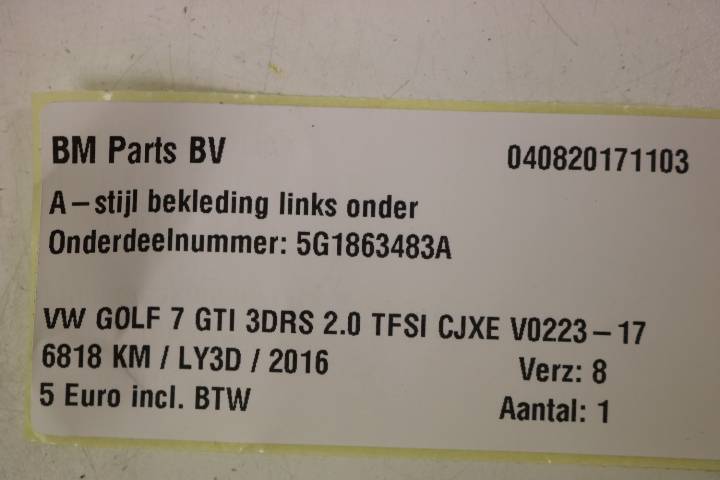 BM Parts BV 040820171103
A-stijl bekleding links onder
Onderdeelnummer: 5G1863483A
VW GOLF 7 GTI 3DRS 2.0 TFSI CJXE V0223-17
6818 KM / LY3D / 2016 Verz: 8
5 Euro incl. BTW Aantal: 1